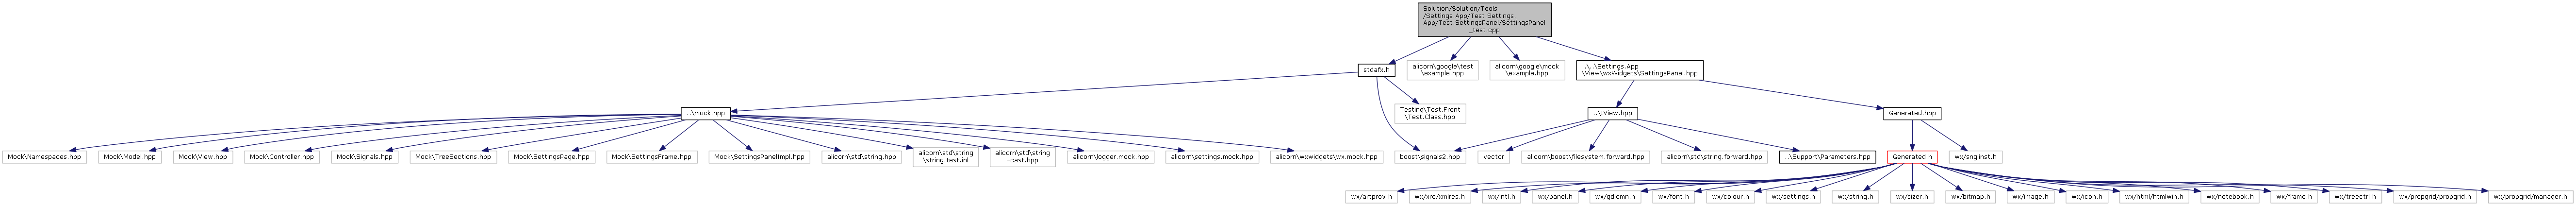 Solution/Solution/Tools
/Settings.App/Test.Settings.
App/Test.SettingsPanel/SettingsPanel
_test.cpp
stdafx.h
alicorn\google\test
\example.hpp
alicorn\google\mock
\example.hpp
..\..\Settings.App
\View\wxWidgets\SettingsPanel.hpp
..\mock.hpp
Testing\Test.Front
\Test.Class.hpp
..\IView.hpp
Generated.hpp
Mock\Namespaces.hpp
Mock\Model.hpp
Mock\View.hpp
Mock\Controller.hpp
Mock\Signals.hpp
Mock\TreeSections.hpp
Mock\SettingsPage.hpp
Mock\SettingsFrame.hpp
Mock\SettingsPanelImpl.hpp
alicorn\std\string.hpp
alicorn\std\string
\string.test.inl
alicorn\std\string
-cast.hpp
alicorn\logger.mock.hpp
alicorn\settings.mock.hpp
alicorn\wxwidgets\wx.mock.hpp
boost\signals2.hpp
vector
alicorn\boost\filesystem.forward.hpp
alicorn\std\string.forward.hpp
..\Support\Parameters.hpp
Generated.h
wx/snglinst.h
wx/artprov.h
wx/xrc/xmlres.h
wx/intl.h
wx/panel.h
wx/gdicmn.h
wx/font.h
wx/colour.h
wx/settings.h
wx/string.h
wx/sizer.h
wx/bitmap.h
wx/image.h
wx/icon.h
wx/html/htmlwin.h
wx/notebook.h
wx/frame.h
wx/treectrl.h
wx/propgrid/propgrid.h
wx/propgrid/manager.h